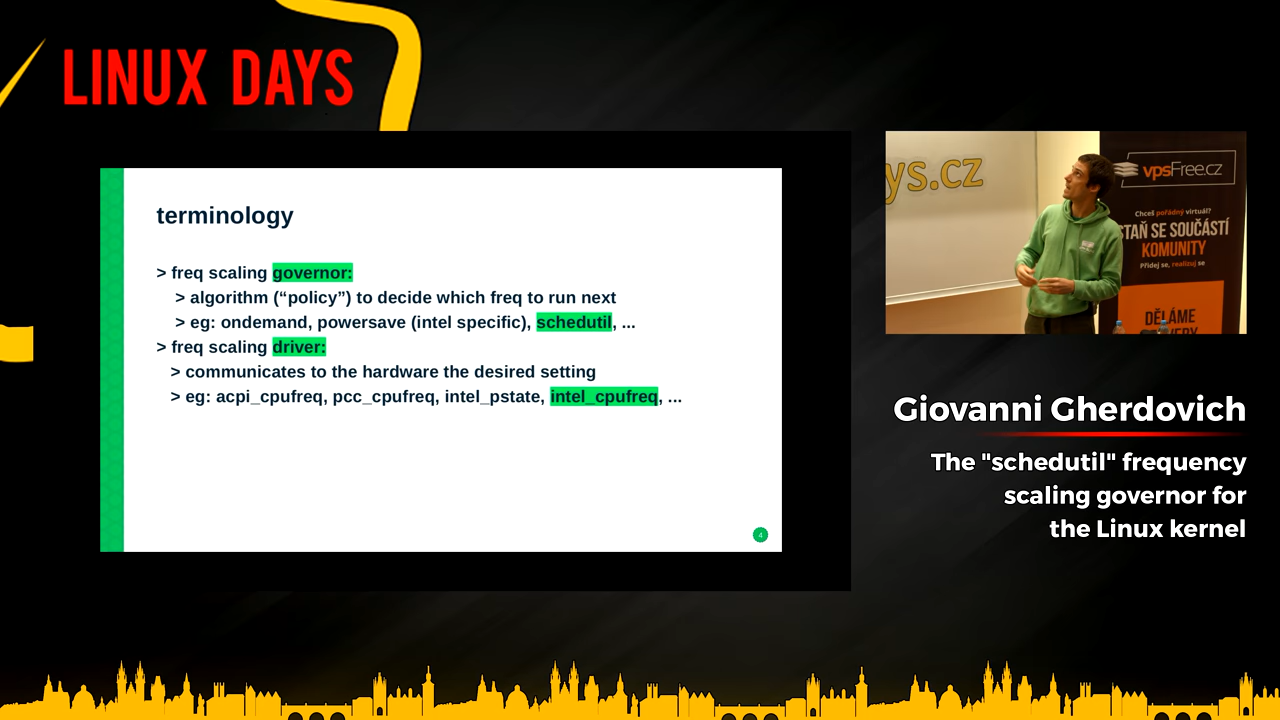 LINUX DAYS
terminology
> freq scaling governor:
> algorithm (“policy”) to decide which freq to run next
> eg: ondemand, powersave (intel specific), schedutil, ...
> freq scaling driver:
> communicates to the hardware the desired setting
> eg: acpi_cpufreq, pcc_cpufreq, intel_pstate, intel_cpufreq, ...
4
ys.cz
vpsFree.cz
Chceš pořádný virtuál?
STAŇ SE SOUČÁSTÍ
KOMUNITY
Přidej se, realizuj se
DĚLÁME
Giovanni Gherdovich
The "schedutil" frequency
scaling governor for
the Linux kernel